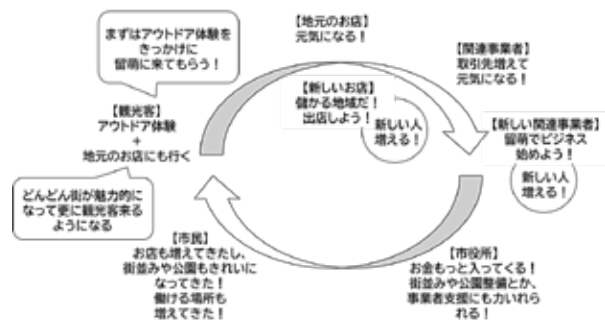 まずはアウトドア体験を
きっかけに
留萌に来てもらう！
【観光客】
アウトドア体験
+
地元のお店にも行く
どんどん街が魅力的に
なって更に観光客来る
ようになる
【地元のお店】
元気になる！
【新しいお店】
儲かる地域だ！
出店しよう！
新しい人
増える！
【関連事業者】
取引先増えて
元気になる！
【新しい関連事業者】
留萌でビジネス
始めよう！
新しい人
増える！
【市役所】
お金もっと入ってくる！
街並みや公園整備とか、
事業者支援にも力いれら
れる！
【市民】
お店も増えてきたし、
街並みや公園もきれいに
なってきた！
働ける場所も
増えてきた！